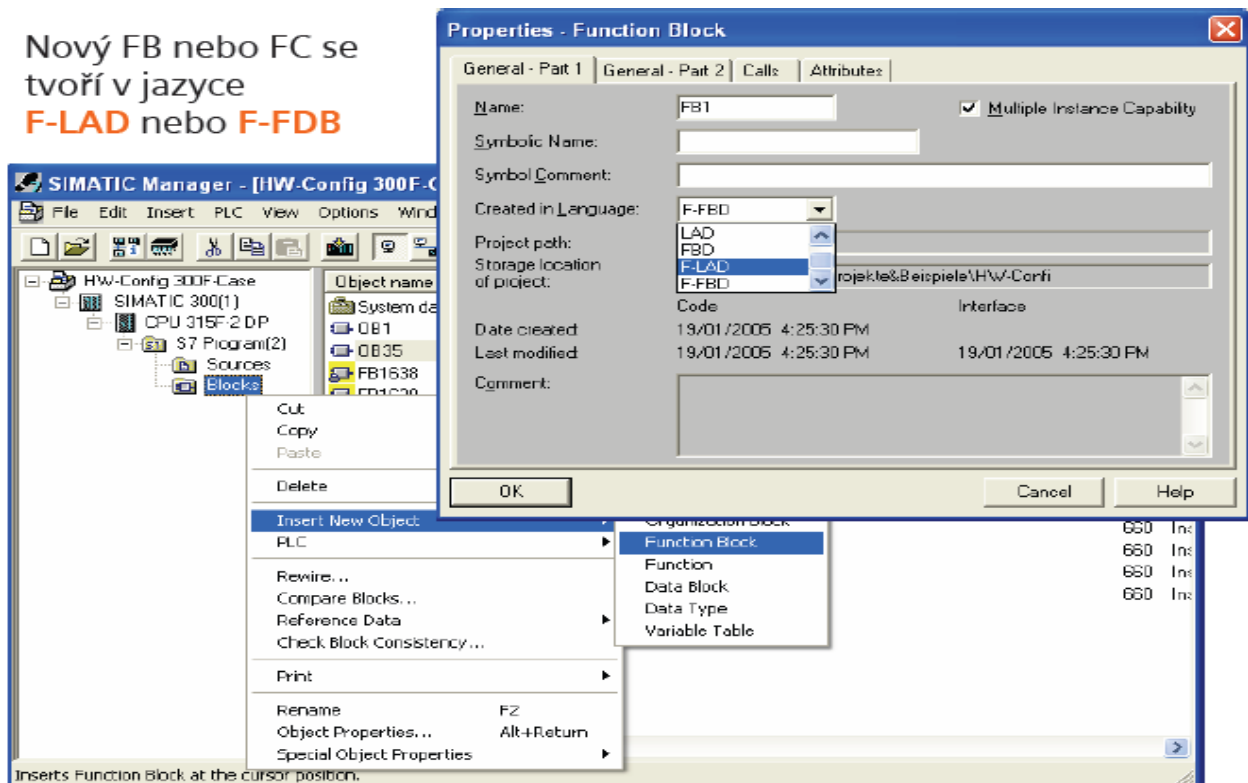 Nový FB nebo FC se
tvoří v jazyce
F-LAD nebo F-FDB
Properties - Function Block
General - Part 1 General - Part 2 Calls Attributes
Name: FB1 Multiple Instance Capability
Symbolic Name:
Symbol Comment:
Created in Language: F-FBD
LAD
FBD
F-LAD
F-FBD
Project path:
Storage location
of project: rojekte&Beispiele\HW-Confi
Code Interface
Date created: 19/01/2005 4:25:30 PM
Last modified: 19/01/2005 4:25:30 PM 19/01/2005 4:25:30 PM
Comment:
OK Cancel Help
SIMATIC Manager - [HW-Config 300F-C
File Edit Insert PLC View Options Wind
HW-Config 300F-Case
SIMATIC 300(1)
CPU 315F-2 DP
S7 Program(2)
Sources
Blocks
Object name
System da
OB1
OB35
FB1638
Cut
Copy
Paste
Delete
Insert New Object
PLC
Rewire...
Compare Blocks...
Reference Data
Check Block Consistency...
Print
Rename F2
Object Properties... Alt+Return
Special Object Properties
Organization Block
Function Block
Function
Data Block
Data Type
Variable Table
660 Ins
660 Ins
660 Ins
660 Ins
Inserts Function Block at the cursor position.